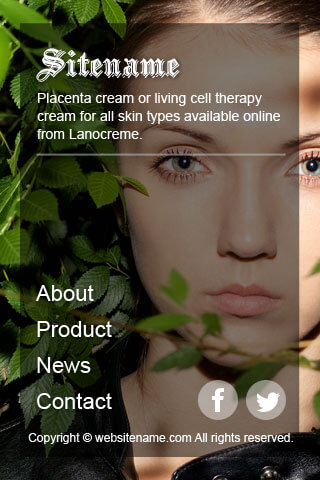 Sitename
Placenta cream or living cell therapy
cream for all skin types available online
from Lanocreme.
About
Product
News
Contact
Copyright © websitename.com All rights reserved.